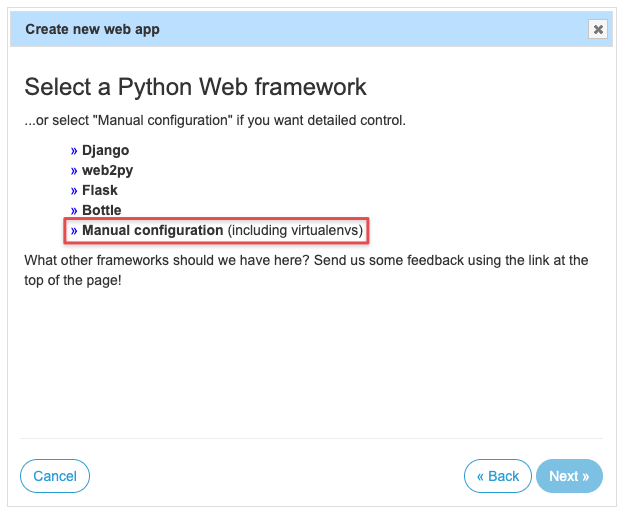 Create new web app
✖
Select a Python Web framework
...or select "Manual configuration" if you want detailed control.
» Django
» web2py
» Flask
» Bottle
» Manual configuration (including virtualenvs)
What other frameworks should we have here? Send us some feedback using the link at the
top of the page!
Cancel
« Back
Next »